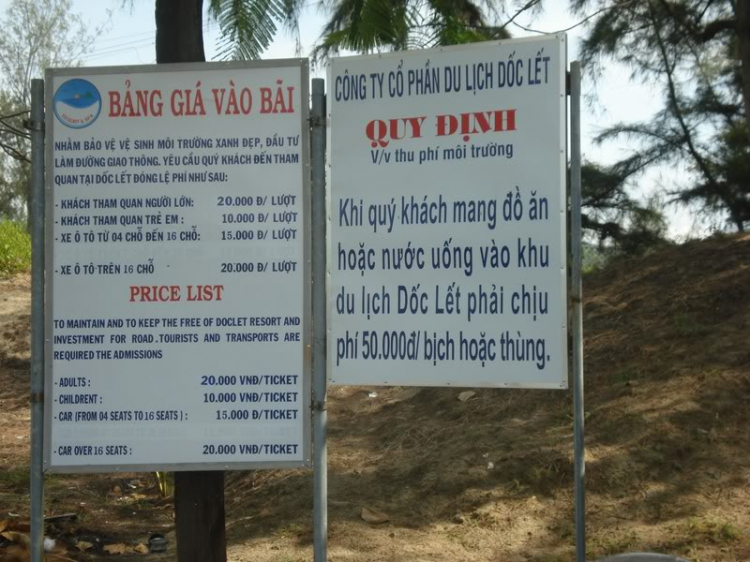 BẢNG GIÁ VÀO BÃI
NHẰM BẢO VỆ VỆ SINH MÔI TRƯỜNG XANH ĐẸP, ĐẦU TƯ
LÀM ĐƯỜNG GIAO THÔNG. YÊU CẦU QUÝ KHÁCH ĐẾN THAM
QUAN TẠI DỐC LẾT ĐÓNG LỆ PHÍ NHƯ SAU:
- KHÁCH THAM QUAN NGƯỜI LỚN: 20.000 Đ/ LƯỢT
- KHÁCH THAM QUAN TRẺ EM : 10.000 Đ/ LƯỢT
- XE Ô TÔ TỪ 04 CHỖ ĐẾN 16 CHỖ: 15.000 Đ/ LƯỢT
- XE Ô TÔ TRÊN 16 CHỖ 20.000 Đ/ LƯỢT
PRICE LIST
TO MAINTAIN AND TO KEEP THE FREE OF DOCLET RESORT AND
INVESTMENT FOR ROAD .TOURISTS AND TRANSPORTS ARE
REQUIRED THE ADMISSIONS
- ADULTS : 20.000 VNĐ/TICKET
- CHILDRENT : 10.000 VNĐ/TICKET
- CAR (FROM 04 SEATS TO 16 SEATS ) : 15.000 Đ/TICKET
- CAR OVER 16 SEATS : 20.000 VNĐ/TICKET
CÔNG TY CỔ PHẦN DU LỊCH DỐC LẾT
QUY ĐỊNH
V/v thu phí môi trường
Khi quý khách mang đồ ăn
hoặc nước uống vào khu
du lịch Dốc Lết phải chịu
phí 50.000đ/ bịch hoặc thùng.